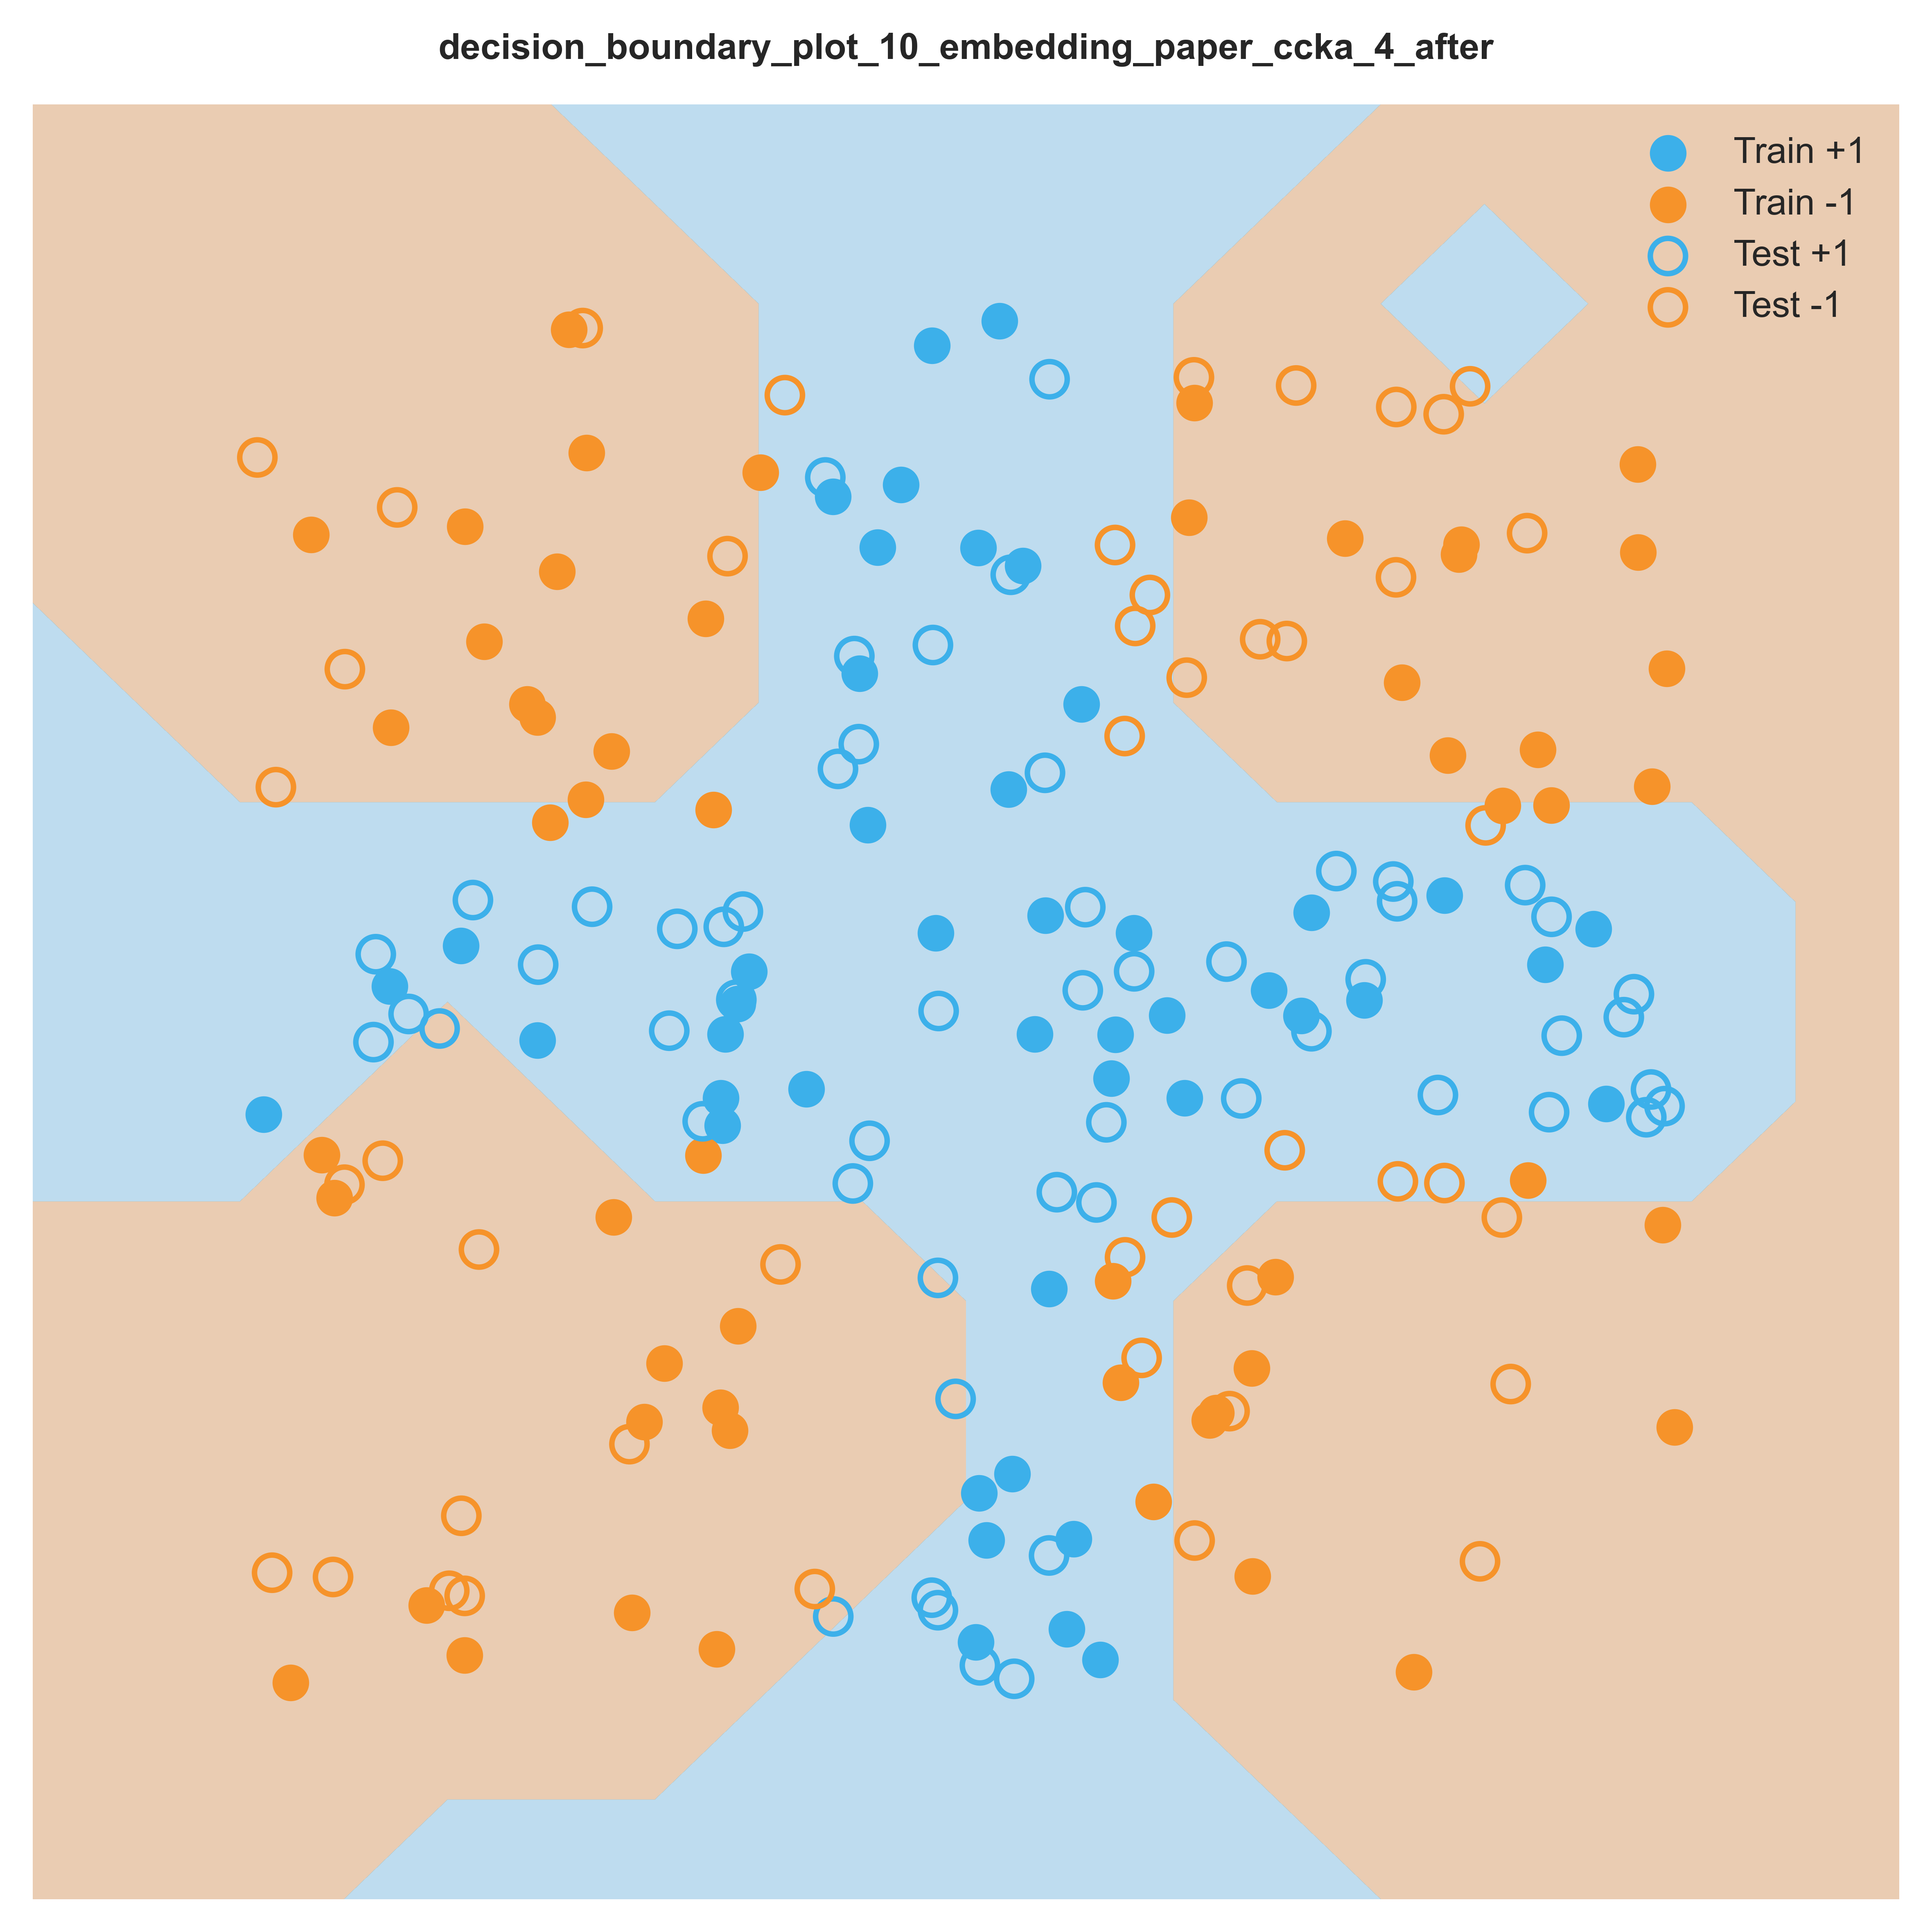 decision_boundary_plot_10_embedding_paper_ccka_4_after
Train +1
Train -1
Test +1
Test -1